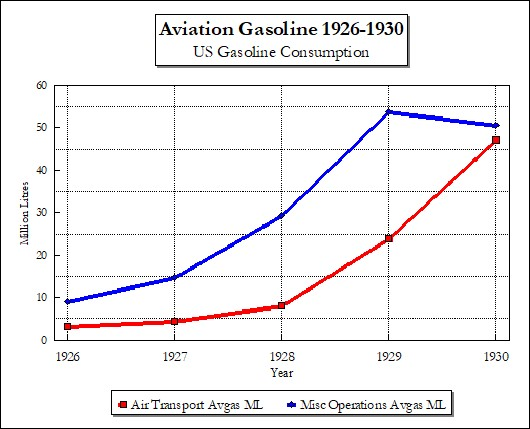 Aviation Gasoline 1926-1930
US Gasoline Consumption
60
50
40
30
20
10
0
Million Litres
1926 1927 1928 1929 1930
Year
Air Transport Avgas ML Misc Operations Avgas ML